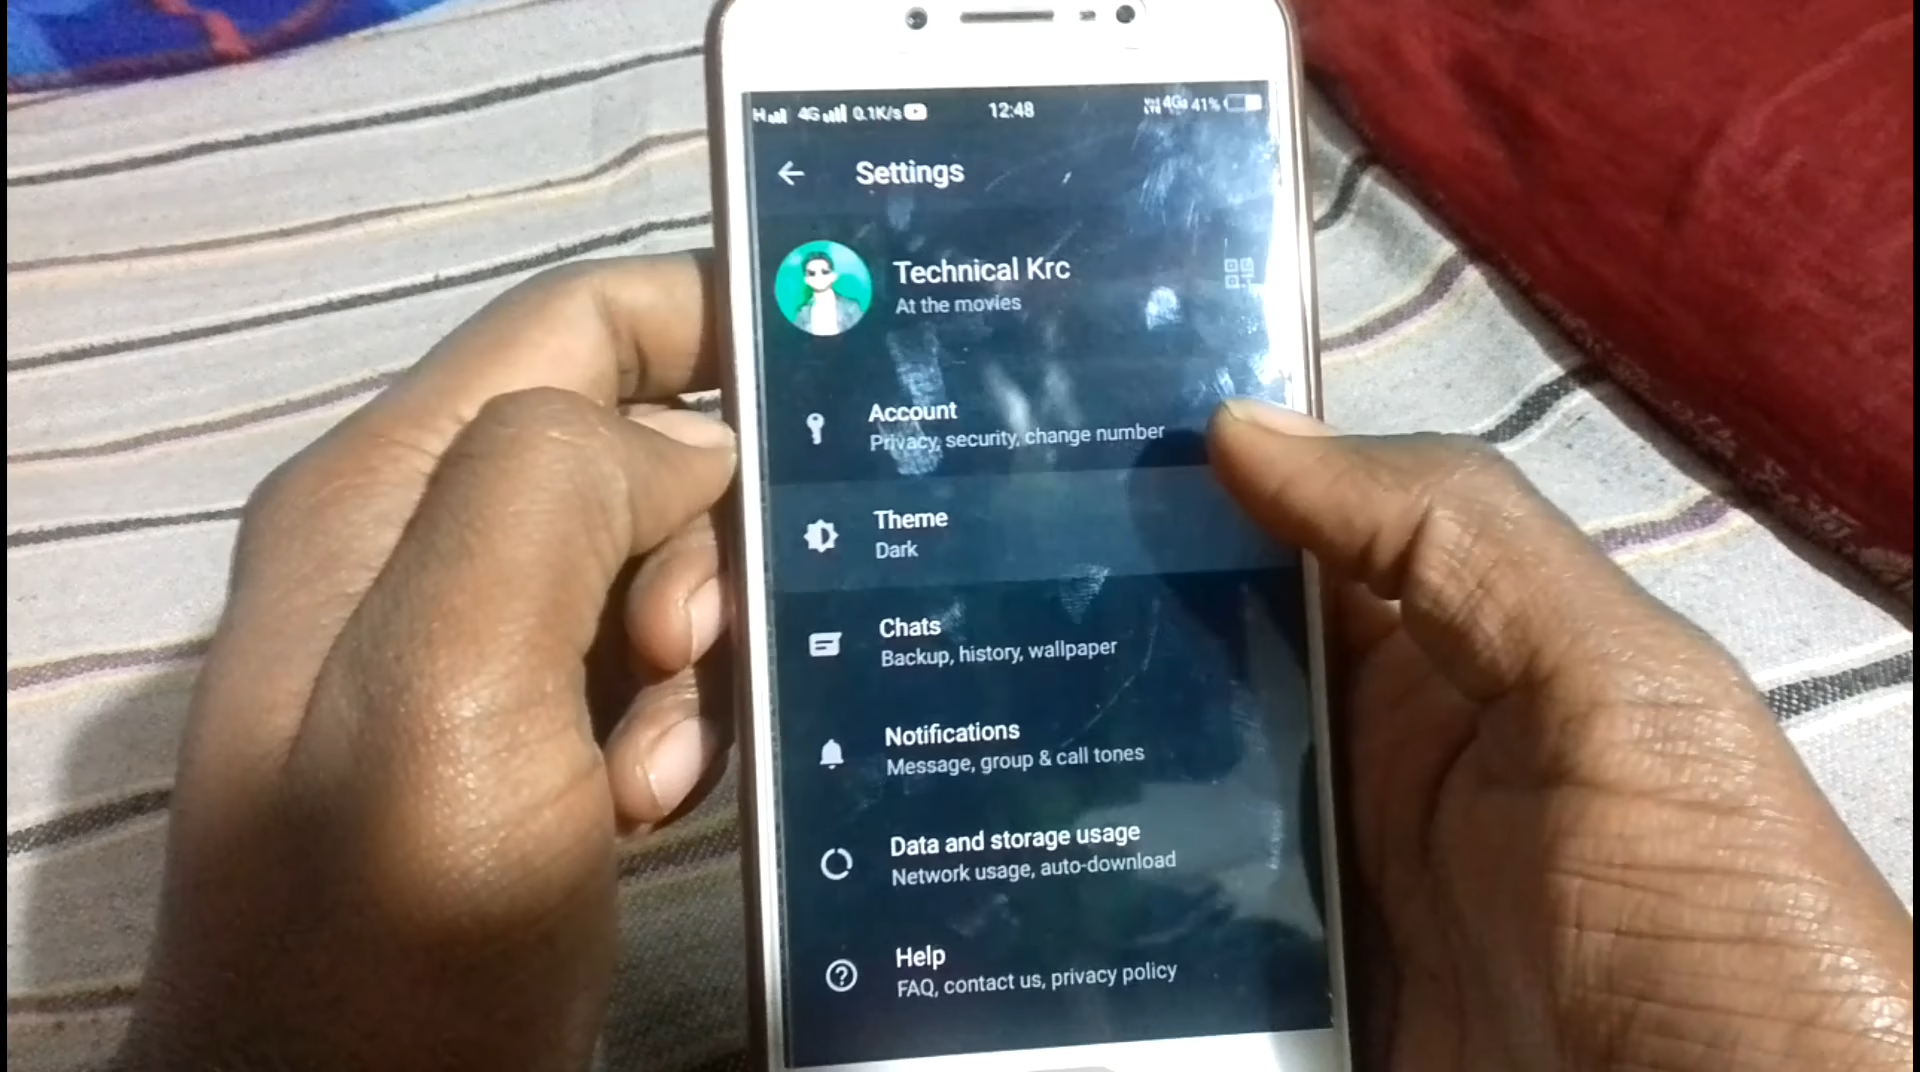 H 4G 0.1K/s 12:48 4G 41%
Settings
Technical Krc
At the movies
Account
Privacy, security, change number
Theme
Dark
Chats
Backup, history, wallpaper
Notifications
Message, group & call tones
Data and storage usage
Network usage, auto-download
Help
FAQ, contact us, privacy policy